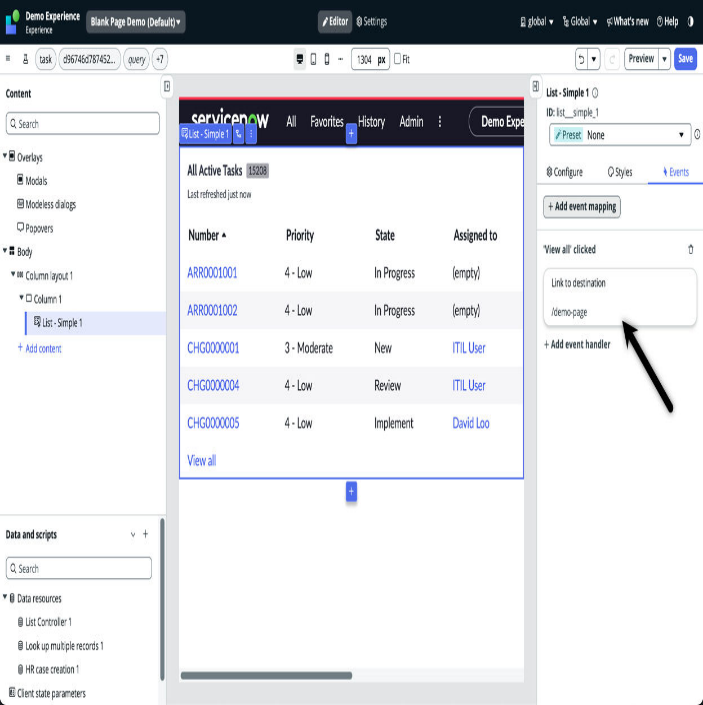 Demo Experience
Experience
Blank Page Demo (Default)
Editor
Settings
global
Global
What's new
Help
task
d96746d787452...
query
+7
1304 px
Fit
Preview
Save
Content
Search
Overlays
Modals
Modeless dialogs
Popovers
Body
Column layout 1
Column 1
List - Simple 1
+ Add content
Data and scripts
Search
Data resources
List Controller 1
Look up multiple records 1
HR case creation 1
Client state parameters
servicenow
All Favorites History Admin
Demo Expe
List - Simple 1
All Active Tasks 15208
Last refreshed just now
Number Priority State Assigned to
ARR0001001 4 - Low In Progress (empty)
ARR0001002 4 - Low In Progress (empty)
CHG0000001 3 - Moderate New ITIL User
CHG0000004 4 - Low Review ITIL User
CHG0000005 4 - Low Implement David Loo
View all
List - Simple 1
ID: list__simple_1
Preset None
Configure Styles Events
+ Add event mapping
'View all' clicked
Link to destination
/demo-page
+ Add event handler